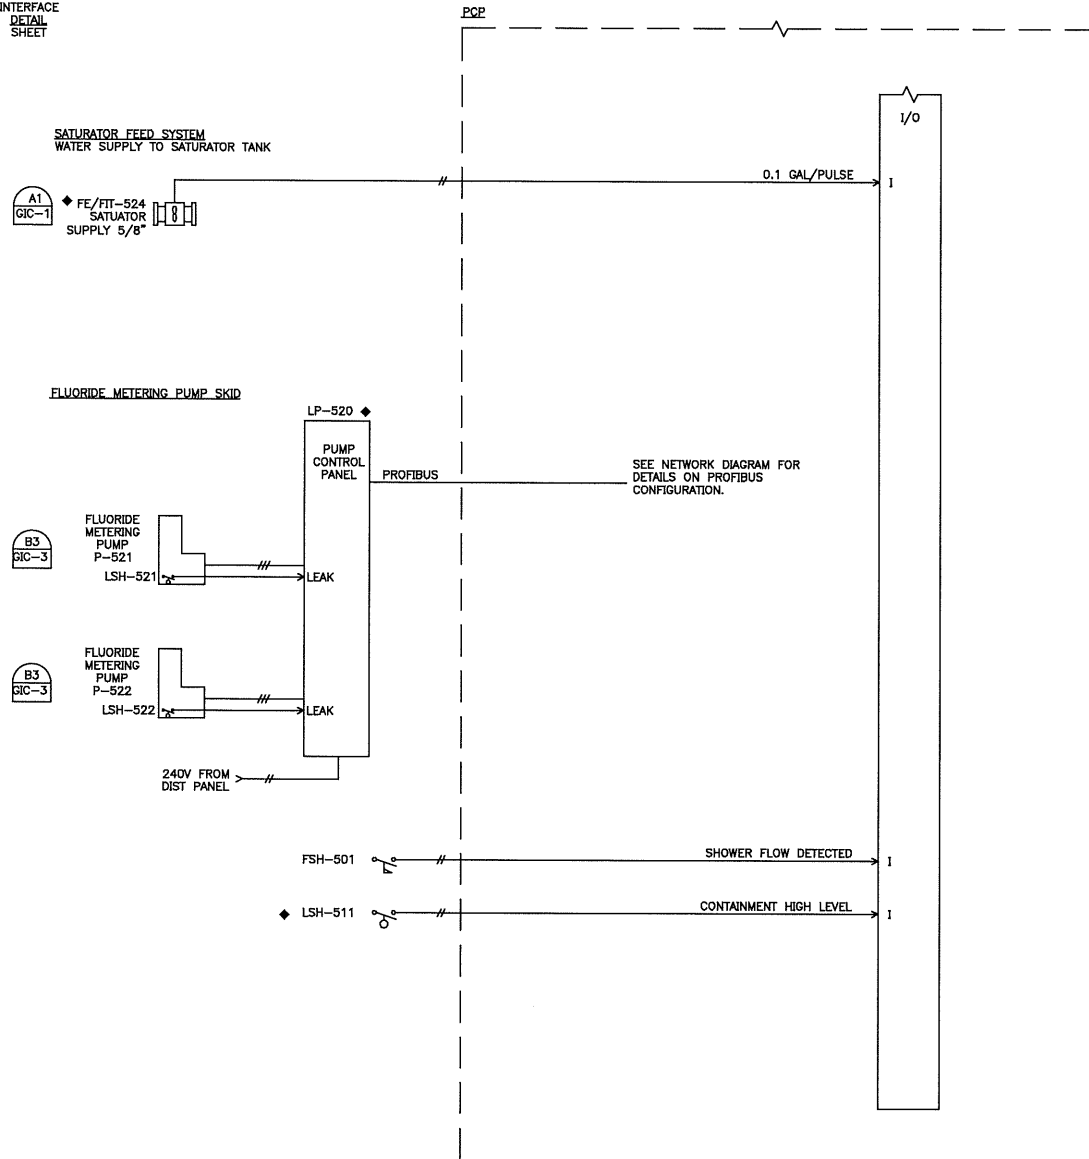 INTERFACE
DETAIL
SHEET
PCP
I/O
SATURATOR FEED SYSTEM
WATER SUPPLY TO SATURATOR TANK
0.1 GAL/PULSE
I
A1
GIC-1
FE/FIT-524
SATUATOR
SUPPLY 5/8"
FLUORIDE METERING PUMP SKID
LP-520
PUMP
CONTROL
PANEL
PROFIBUS
SEE NETWORK DIAGRAM FOR
DETAILS ON PROFIBUS
CONFIGURATION.
B3
GIC-3
FLUORIDE
METERING
PUMP
P-521
LSH-521
LEAK
B3
GIC-3
FLUORIDE
METERING
PUMP
P-522
LSH-522
LEAK
240V FROM
DIST PANEL
FSH-501
SHOWER FLOW DETECTED
I
LSH-511
CONTAINMENT HIGH LEVEL
I